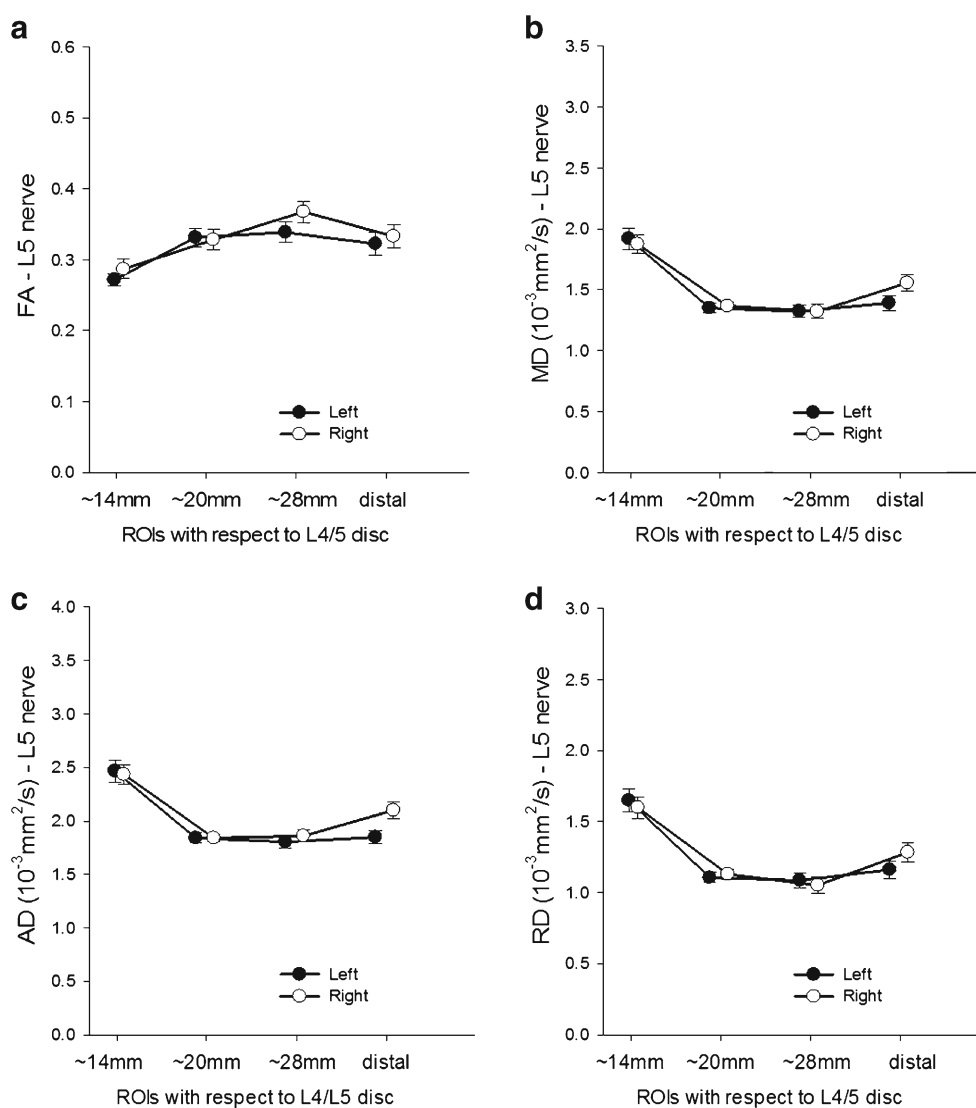 a
FA - L5 nerve
0.6
0.5
0.4
0.3
0.2
0.1
0.0
Left
Right
~14mm ~20mm ~28mm distal
ROIs with respect to L4/5 disc
b
MD (10⁻³mm²/s) - L5 nerve
3.5
3.0
2.5
2.0
1.5
1.0
0.5
0.0
Left
Right
~14mm ~20mm ~28mm distal
ROIs with respect to L4/5 disc
c
AD (10⁻³mm²/s) - L5 nerve
4.0
3.5
3.0
2.5
2.0
1.5
1.0
0.5
0.0
Left
Right
~14mm ~20mm ~28mm distal
ROIs with respect to L4/L5 disc
d
RD (10⁻³mm²/s) - L5 nerve
3.0
2.5
2.0
1.5
1.0
0.5
0.0
Left
Right
~14mm ~20mm ~28mm distal
ROIs with respect to L4/5 disc